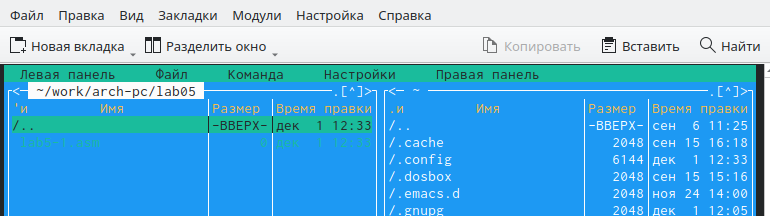 Файл Правка Вид Закладки Модули Настройка Справка
Новая вкладка Разделить окно Копировать Вставить Найти
Левая панель Файл Команда Настройки Правая панель
<─ ~/work/arch-pc/lab05 .[^]> <─ ~ .[^]>
'и Имя Размер Время правки .и Имя Размер Время правки
/.. -ВВЕРХ- дек 1 12:33 /.. -ВВЕРХ- сен 6 11:25
lab5-1.asm 0 дек 1 12:33 /.cache 2048 сен 15 16:18
/.config 6144 дек 1 12:33
/.dosbox 2048 сен 15 15:16
/.emacs.d 2048 ноя 24 14:00
/.gnupg 2048 дек 1 12:05